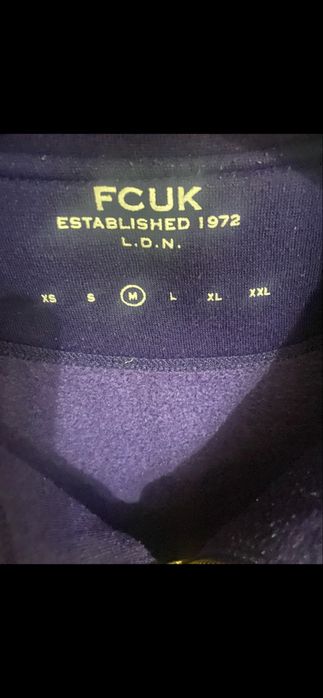 FCUK
ESTABLISHED 1972
L.D.N.
XS S M L XL XXL